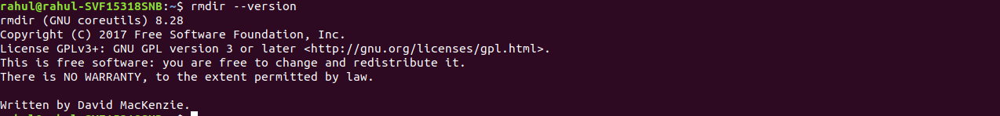 rahul@rahul-SVF15318SNB:~$ rmdir --version
rmdir (GNU coreutils) 8.28
Copyright (C) 2017 Free Software Foundation, Inc.
License GPLv3+: GNU GPL version 3 or later <http://gnu.org/licenses/gpl.html>.
This is free software: you are free to change and redistribute it.
There is NO WARRANTY, to the extent permitted by law.

Written by David MacKenzie.